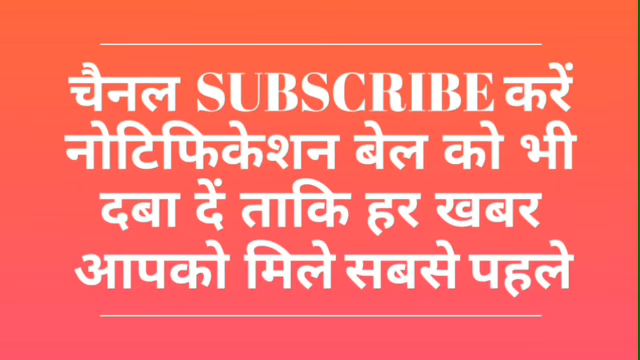 चैनल SUBSCRIBE करें
नोटिफिकेशन बेल को भी
दबा दें ताकि हर खबर
आपको मिले सबसे पहले